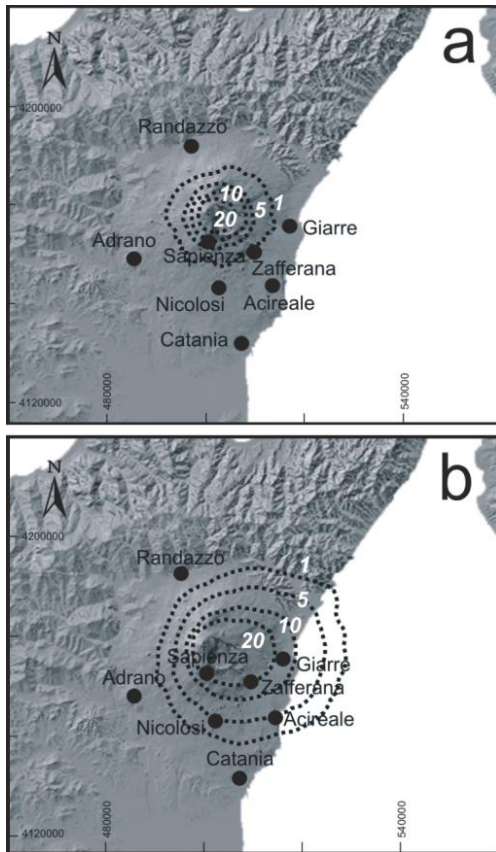 a
N
4200000
Randazzo
10
5
1
20
Giarre
Adrano
Sapienza
Zafferana
Nicolosi
Acireale
Catania
4120000
480000
540000
b
N
4200000
Randazzo
1
5
10
20
Sapienza
Giarre
Adrano
Zafferana
Nicolosi
Acireale
Catania
4120000
480000
540000